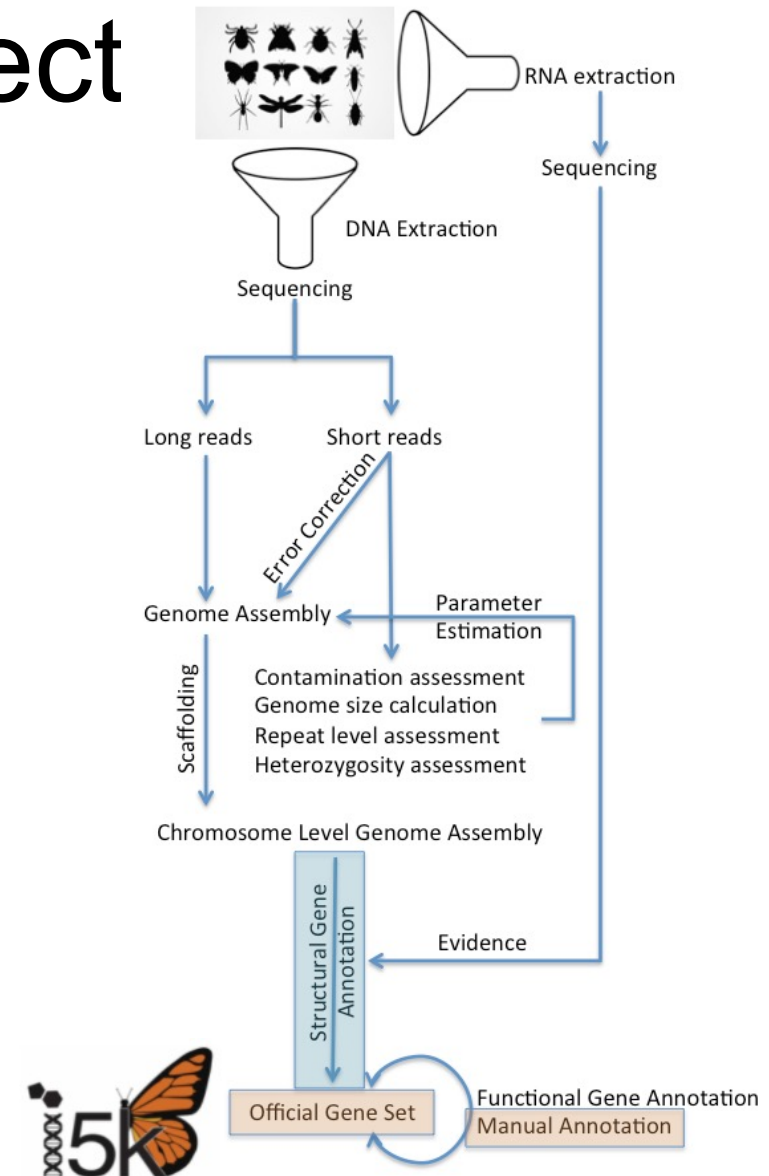 ect
RNA extraction
Sequencing
DNA Extraction
Sequencing
Long reads
Short reads
Error Correction
Genome Assembly
Parameter
Estimation
Scaffolding
Contamination assessment
Genome size calculation
Repeat level assessment
Heterozygosity assessment
Chromosome Level Genome Assembly
Structural Gene
Annotation
Evidence
Official Gene Set
Functional Gene Annotation
Manual Annotation
i5k